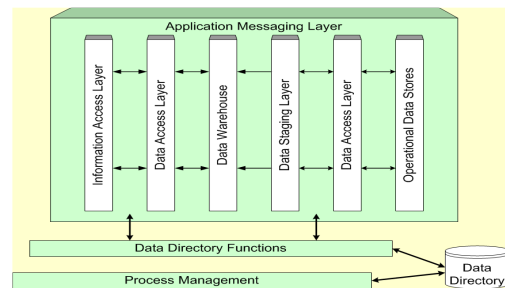 Application Messaging Layer
Information Access Layer
Data Access Layer
Data Warehouse
Data Staging Layer
Data Access Layer
Operational Data Stores
Data Directory Functions
Process Management
Data
Directory